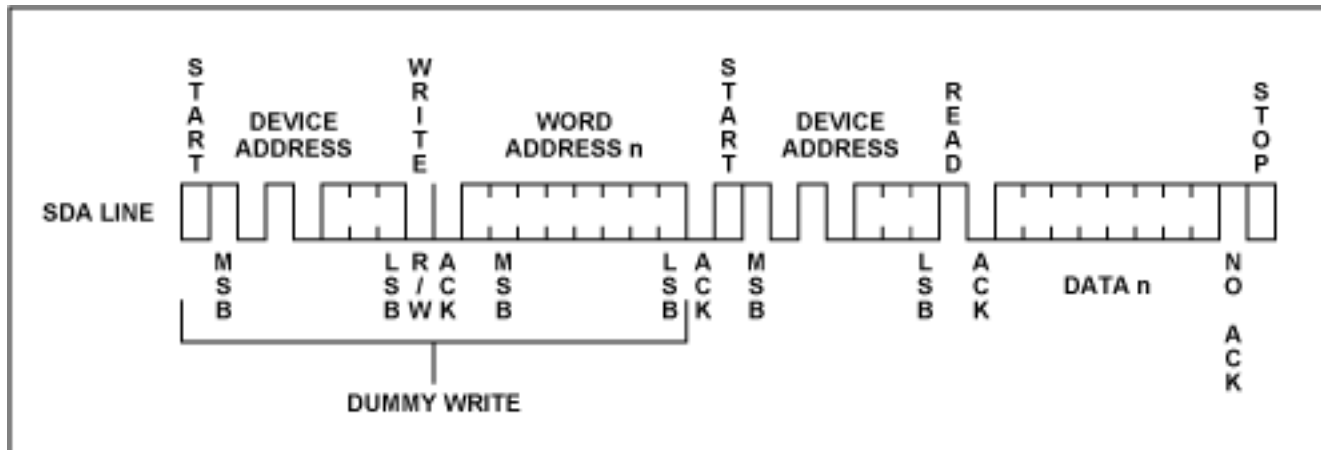 START
DEVICE
ADDRESS
WRITE
WORD
ADDRESS n
START
DEVICE
ADDRESS
READ
STOP
SDA LINE
MSB
LSB
R/W
ACK
MSB
LSB
ACK
MSB
LSB
ACK
DATA n
NO ACK
DUMMY WRITE